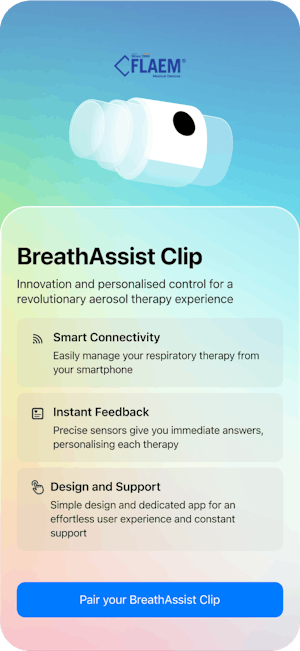 FLAEM®
Medical Devices
BreathAssist Clip
Innovation and personalised control for a
revolutionary aerosol therapy experience
Smart Connectivity
Easily manage your respiratory therapy from
your smartphone
Instant Feedback
Precise sensors give you immediate answers,
personalising each therapy
Design and Support
Simple design and dedicated app for an
effortless user experience and constant
support
Pair your BreathAssist Clip